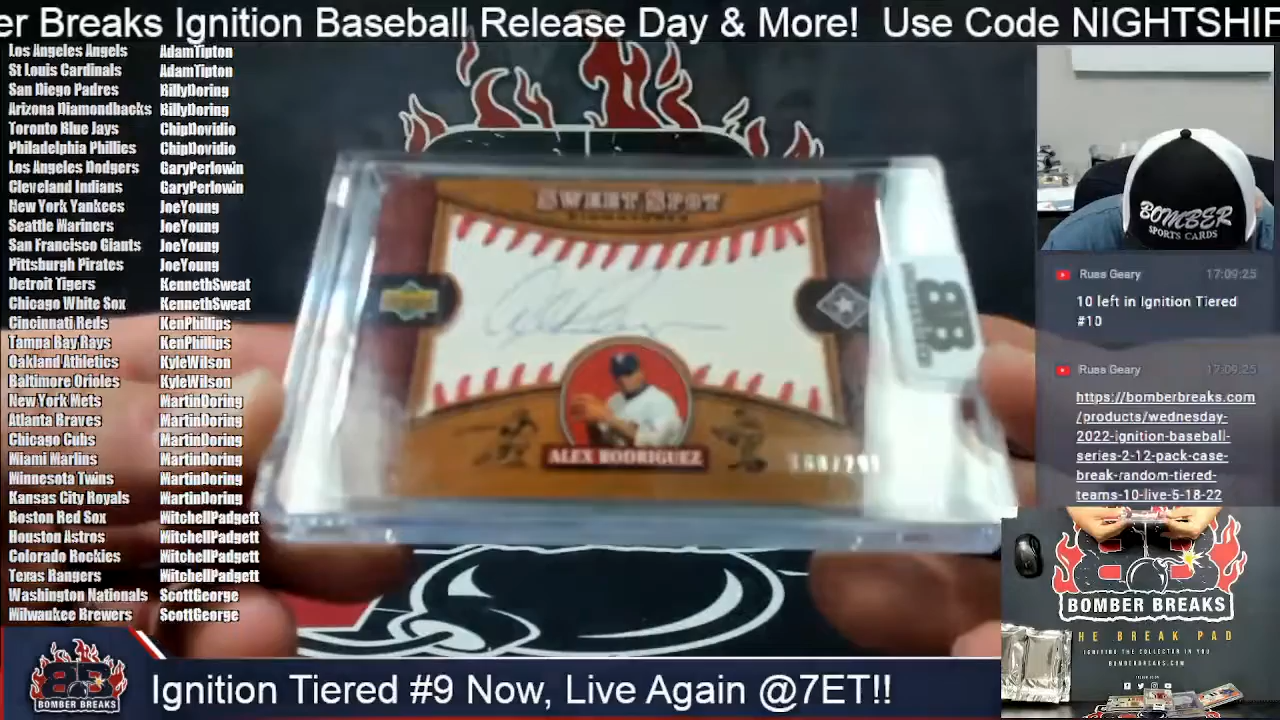 er Breaks Ignition Baseball Release Day & More!  Use Code NIGHTSHIF
Los Angeles Angels AdamTipton
St Louis Cardinals AdamTipton
San Diego Padres BillyDoring
Arizona Diamondbacks BillyDoring
Toronto Blue Jays ChipDovidio
Philadelphia Phillies ChipDovidio
Los Angeles Dodgers GaryPerlowin
Cleveland Indians GaryPerlowin
New York Yankees JoeYoung
Seattle Mariners JoeYoung
San Francisco Giants JoeYoung
Pittsburgh Pirates JoeYoung
Detroit Tigers KennethSweat
Chicago White Sox KennethSweat
Cincinnati Reds KenPhillips
Tampa Bay Rays KenPhillips
Oakland Athletics KyleWilson
Baltimore Orioles KyleWilson
New York Mets MartinDoring
Atlanta Braves MartinDoring
Chicago Cubs MartinDoring
Miami Marlins MartinDoring
Minnesota Twins MartinDoring
Kansas City Royals MartinDoring
Boston Red Sox WitchellPadgett
Houston Astros WitchellPadgett
Colorado Rockies WitchellPadgett
Texas Rangers WitchellPadgett
Washington Nationals ScottGeorge
Milwaukee Brewers ScottGeorge
SWEET SPOT
ALEX RODRIGUEZ
BB
BOMBER
SPORTS CARDS
Russ Geary 17:09:25
10 left in Ignition Tiered
#10
Russ Geary 17:09:25
https://bomberbreaks.com
/products/wednesday-
2022-ignition-baseball-
series-2-12-pack-case-
break-random-tiered-
teams-10-live-5-18-22
BOMBER BREAKS
HE BREAK PAD
IGNITING THE COLLECTOR IN YOU
BOMBERBREAKS.COM
BOMBER BREAKS
Ignition Tiered #9 Now, Live Again @7ET!!